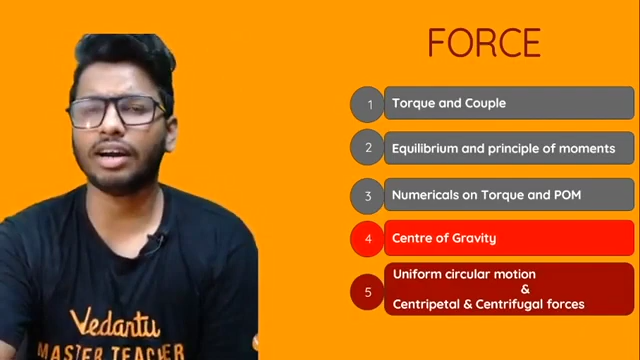 FORCE
1 Torque and Couple
2 Equilibrium and principle of moments
3 Numericals on Torque and POM
4 Centre of Gravity
5 Uniform circular motion
&
Centripetal & Centrifugal forces
Vedantu
MASTER TEACHER